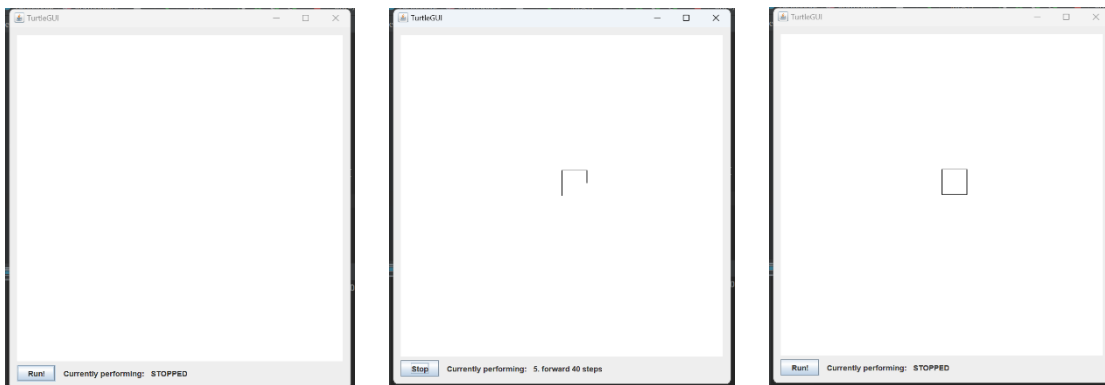 TurtleGUI
Run! Currently performing: STOPPED
TurtleGUI
Stop Currently performing: 5. forward 40 steps
TurtleGUI
Run! Currently performing: STOPPED